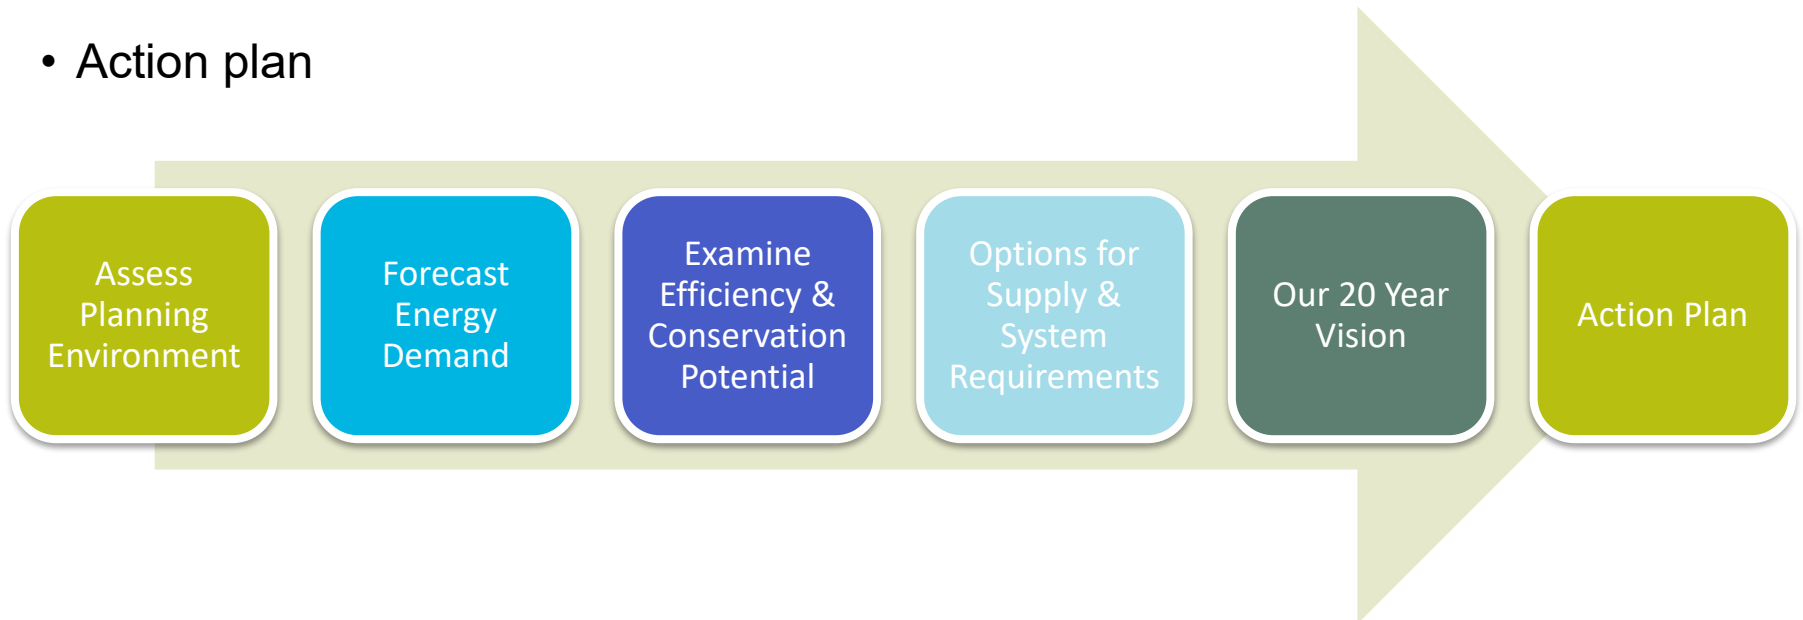 • Action plan
Assess
Planning
Environment
Forecast
Energy
Demand
Examine
Efficiency &
Conservation
Potential
Options for
Supply &
System
Requirements
Our 20 Year
Vision
Action Plan